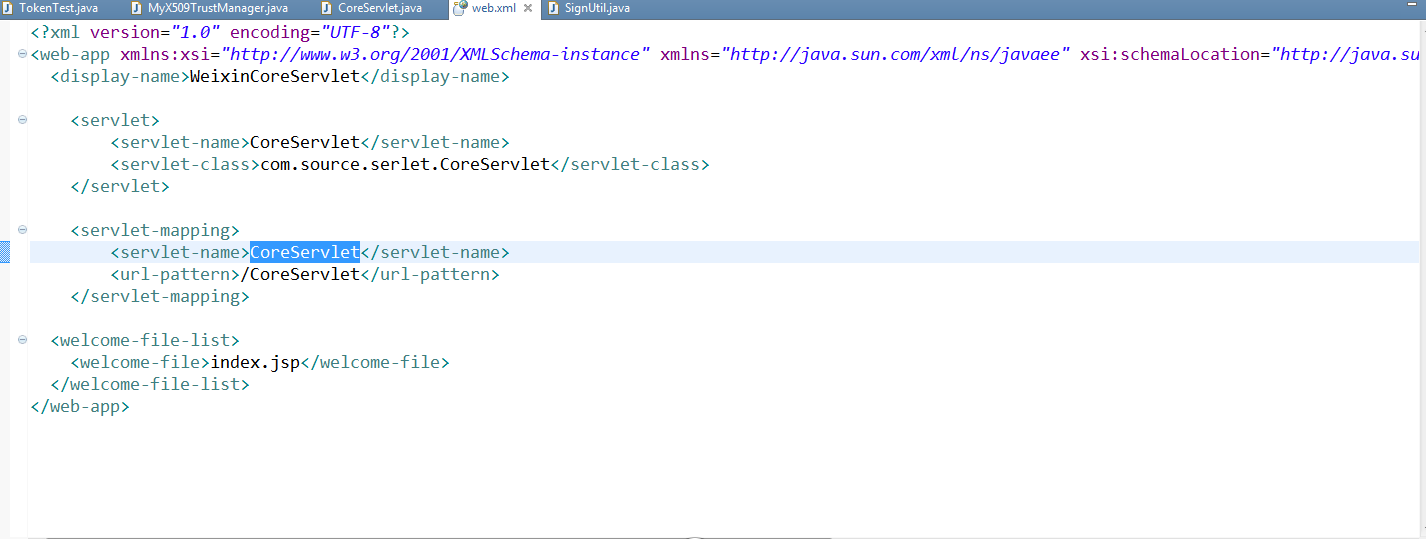 TokenTest.java MyX509TrustManager.java CoreServlet.java web.xml SignUtil.java
<?xml version="1.0" encoding="UTF-8"?>
<web-app xmlns:xsi="http://www.w3.org/2001/XMLSchema-instance" xmlns="http://java.sun.com/xml/ns/javaee" xsi:schemaLocation="http://java.su
<display-name>WeixinCoreServlet</display-name>
<servlet>
<servlet-name>CoreServlet</servlet-name>
<servlet-class>com.source.serlet.CoreServlet</servlet-class>
</servlet>
<servlet-mapping>
<servlet-name>CoreServlet</servlet-name>
<url-pattern>/CoreServlet</url-pattern>
</servlet-mapping>
<welcome-file-list>
<welcome-file>index.jsp</welcome-file>
</welcome-file-list>
</web-app>